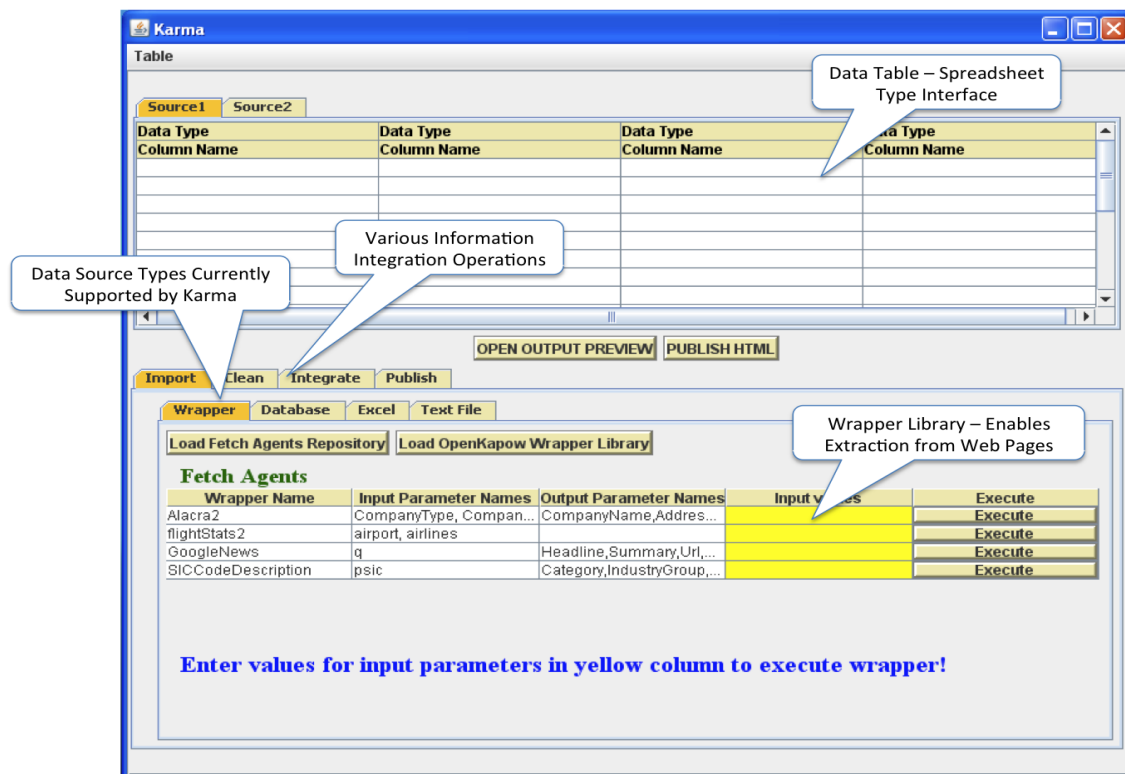 Karma
Table
Data Table – Spreadsheet
Type Interface
Source1 Source2
Data Type Data Type Data Type Type
Column Name Column Name Column Name Column Name
Various Information
Integration Operations
Data Source Types Currently
Supported by Karma
OPEN OUTPUT PREVIEW PUBLISH HTML
Import Clean Integrate Publish
Wrapper Database Excel Text File
Wrapper Library – Enables
Extraction from Web Pages
Load Fetch Agents Repository Load OpenKapow Wrapper Library
Fetch Agents
Wrapper Name Input Parameter Names Output Parameter Names Input Execute
Alacra2 CompanyType, Compan... CompanyName,Addres... Execute
flightStats2 airport, airlines Execute
GoogleNews q Headline,Summary,Url,... Execute
SICCodeDescription psic Category,IndustryGroup,... Execute
Enter values for input parameters in yellow column to execute wrapper!